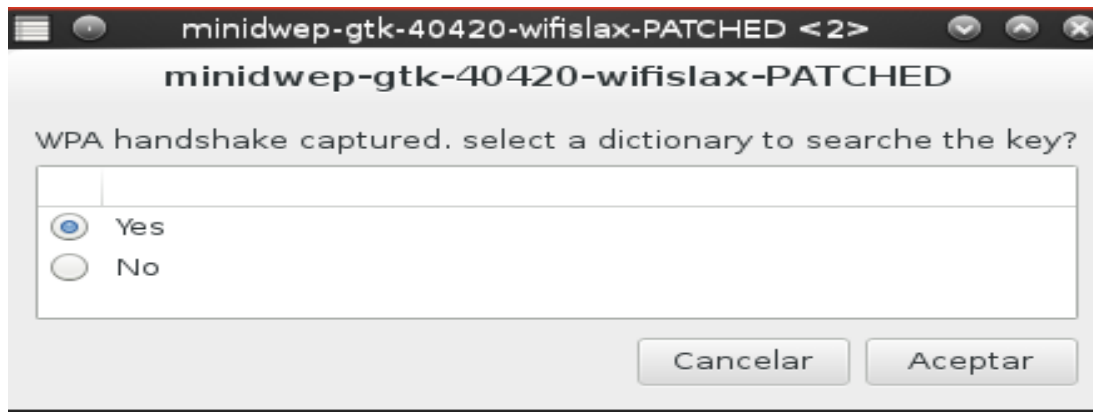 minidwep-gtk-40420-wifislax-PATCHED <2>
minidwep-gtk-40420-wifislax-PATCHED
WPA handshake captured. select a dictionary to searche the key?
Yes
No
Cancelar Aceptar